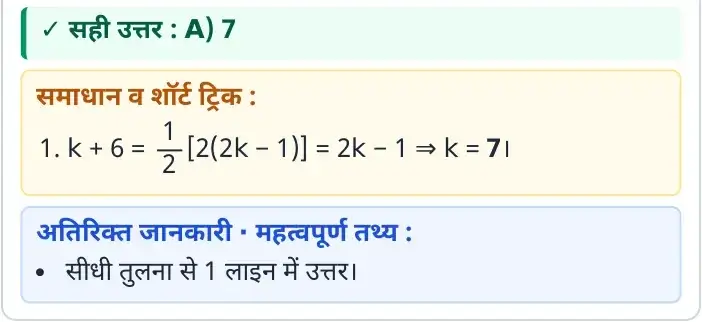 ✓ सही उत्तर : A) 7
समाधान व शॉर्ट ट्रिक :
1. k + 6 = 1/2 [2(2k − 1)] = 2k − 1 ⇒ k = 7।
अतिरिक्त जानकारी · महत्वपूर्ण तथ्य :
• सीधी तुलना से 1 लाइन में उत्तर।